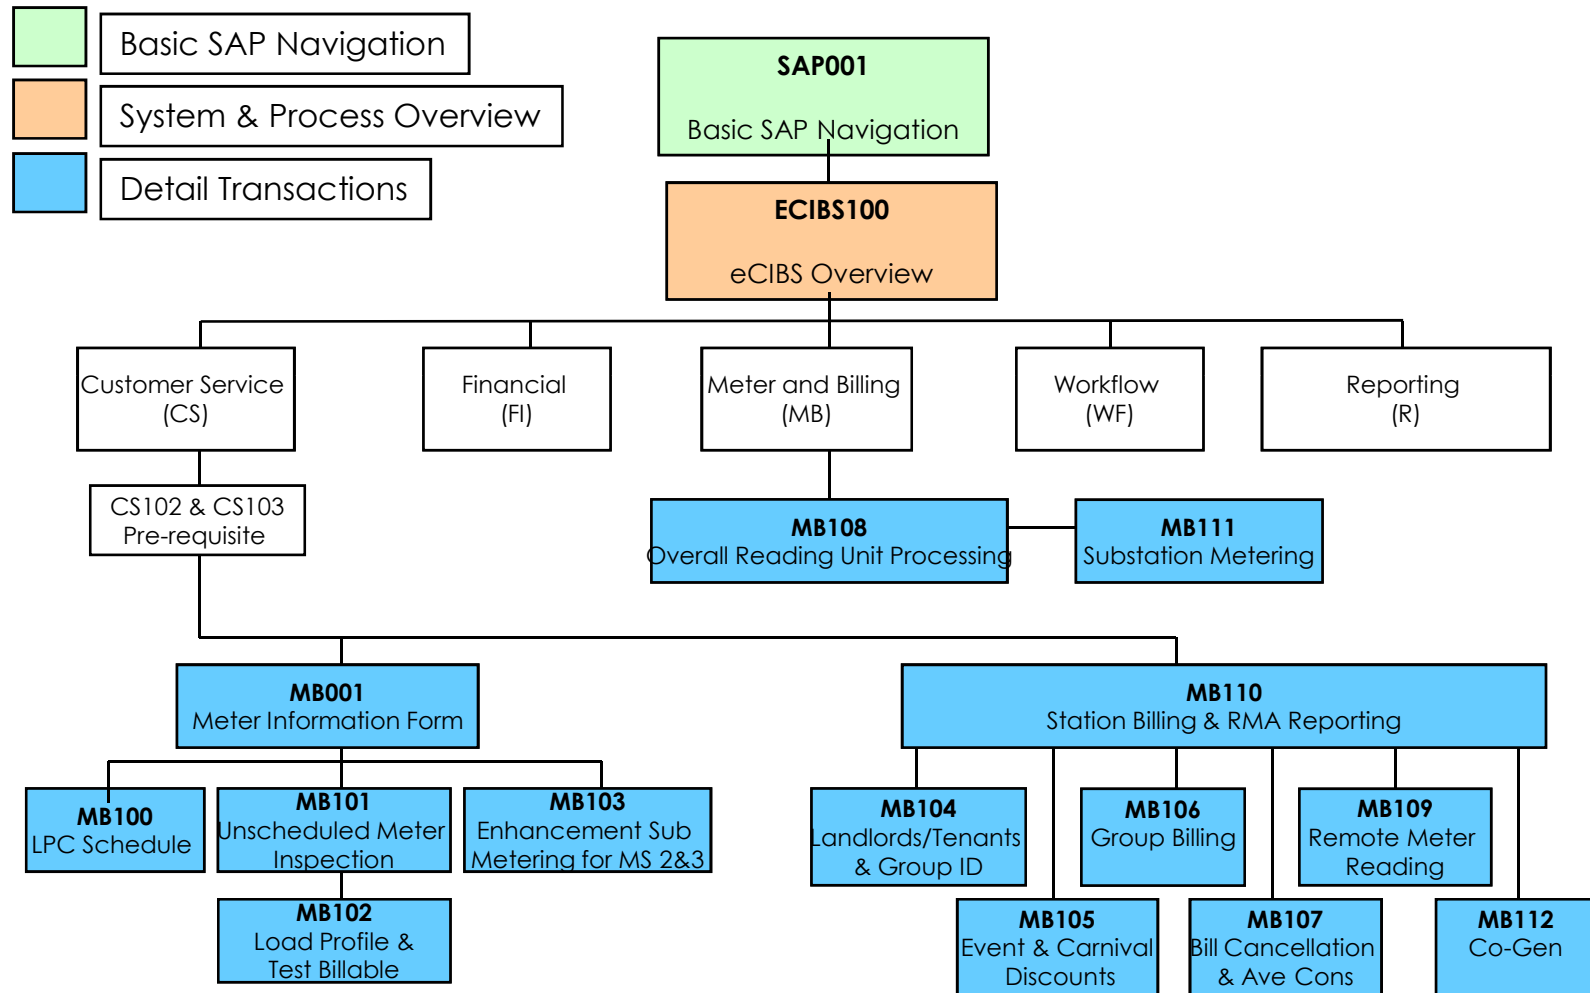 Basic SAP Navigation
System & Process Overview
Detail Transactions
SAP001
Basic SAP Navigation
ECIBS100
eCIBS Overview
Customer Service
(CS)
Financial
(FI)
Meter and Billing
(MB)
Workflow
(WF)
Reporting
(R)
CS102 & CS103
Pre-requisite
MB108
Overall Reading Unit Processing
MB111
Substation Metering
MB001
Meter Information Form
MB110
Station Billing & RMA Reporting
MB100
LPC Schedule
MB101
Unscheduled Meter
Inspection
MB103
Enhancement Sub
Metering for MS 2&3
MB104
Landlords/Tenants
& Group ID
MB106
Group Billing
MB109
Remote Meter
Reading
MB102
Load Profile &
Test Billable
MB105
Event & Carnival
Discounts
MB107
Bill Cancellation
& Ave Cons
MB112
Co-Gen